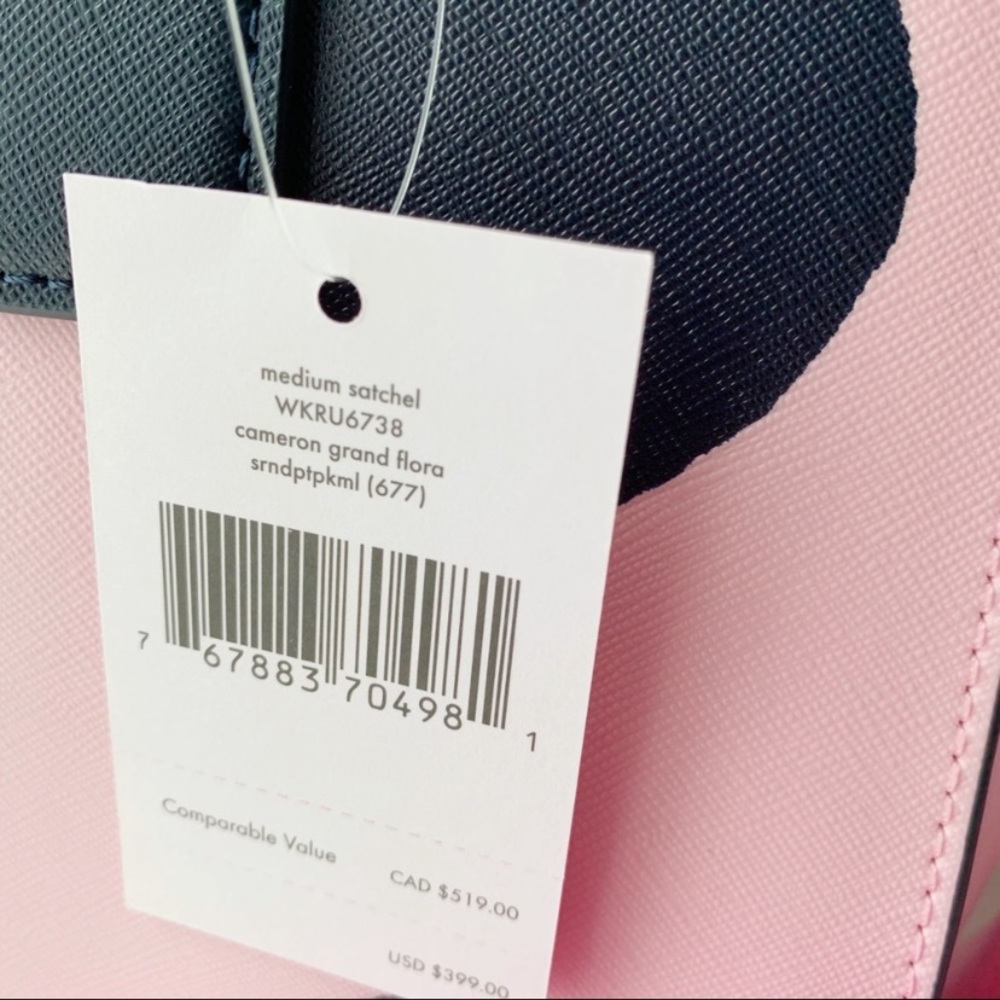 medium satchel
WKRU6738
cameron grand flora
srndptpkml (677)
7 67883 70498 1
Comparable Value
CAD $519.00
USD $399.00